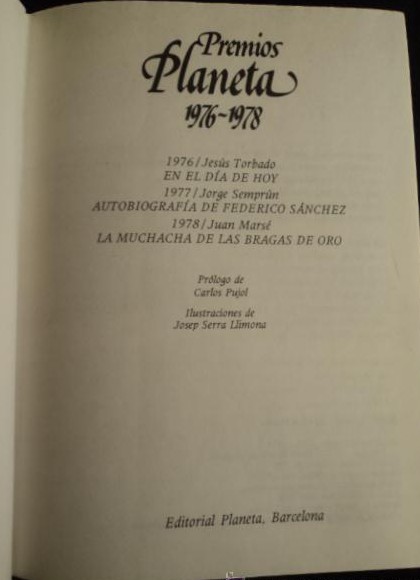 Premios
Planeta
1976~1978
1976/Jesús Torbado
EN EL DÍA DE HOY
1977/Jorge Semprún
AUTOBIOGRAFÍA DE FEDERICO SÁNCHEZ
1978/Juan Marsé
LA MUCHACHA DE LAS BRAGAS DE ORO
Prólogo de
Carlos Pujol
Ilustraciones de
Josep Serra Llimona
Editorial Planeta, Barcelona